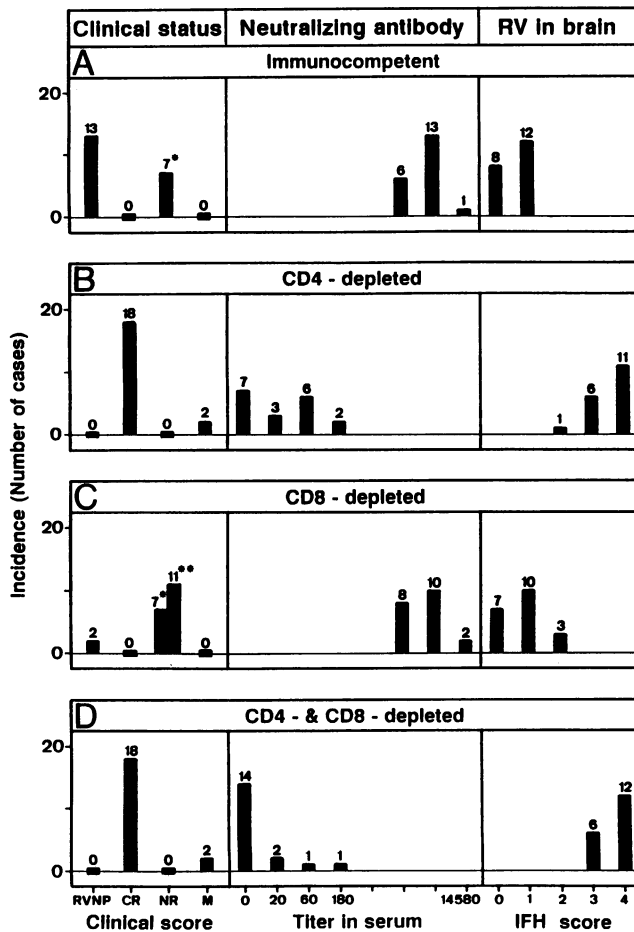 Clinical status Neutralizing antibody RV in brain
A Immunocompetent
20
13 0 7* 0 6 13 1 8 12
0
B CD4 - depleted
20
0 18 0 2 7 3 6 2 1 6 11
0
C CD8 - depleted
20
2 0 7* 11** 0 8 10 2 7 10 3
0
D CD4 - & CD8 - depleted
20
0 18 0 2 14 2 1 1 6 12
0
Incidence (Number of cases)
RVNP CR NR M 0 20 60 180 14580 0 1 2 3 4
Clinical score Titer in serum IFH score